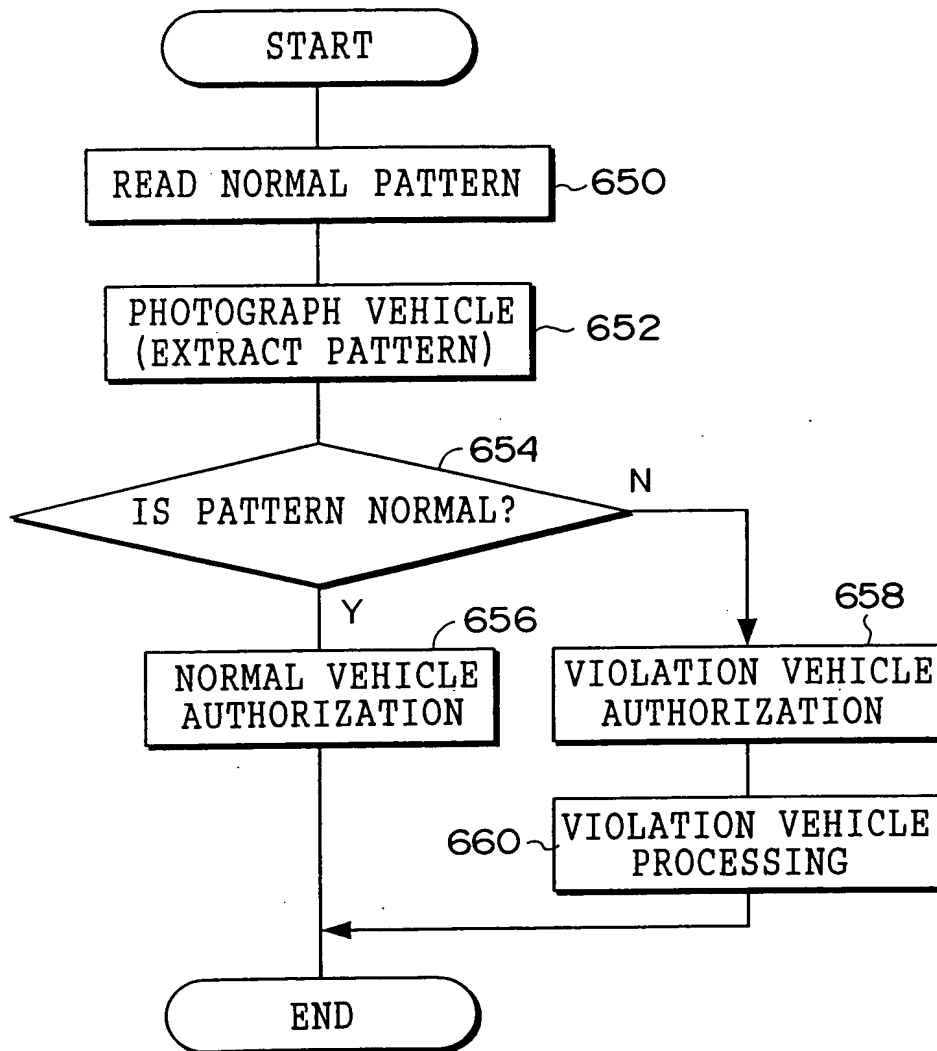 START
READ NORMAL PATTERN
650
PHOTOGRAPH VEHICLE
(EXTRACT PATTERN)
652
654
IS PATTERN NORMAL?
N
Y
656
NORMAL VEHICLE
AUTHORIZATION
658
VIOLATION VEHICLE
AUTHORIZATION
660
VIOLATION VEHICLE
PROCESSING
END